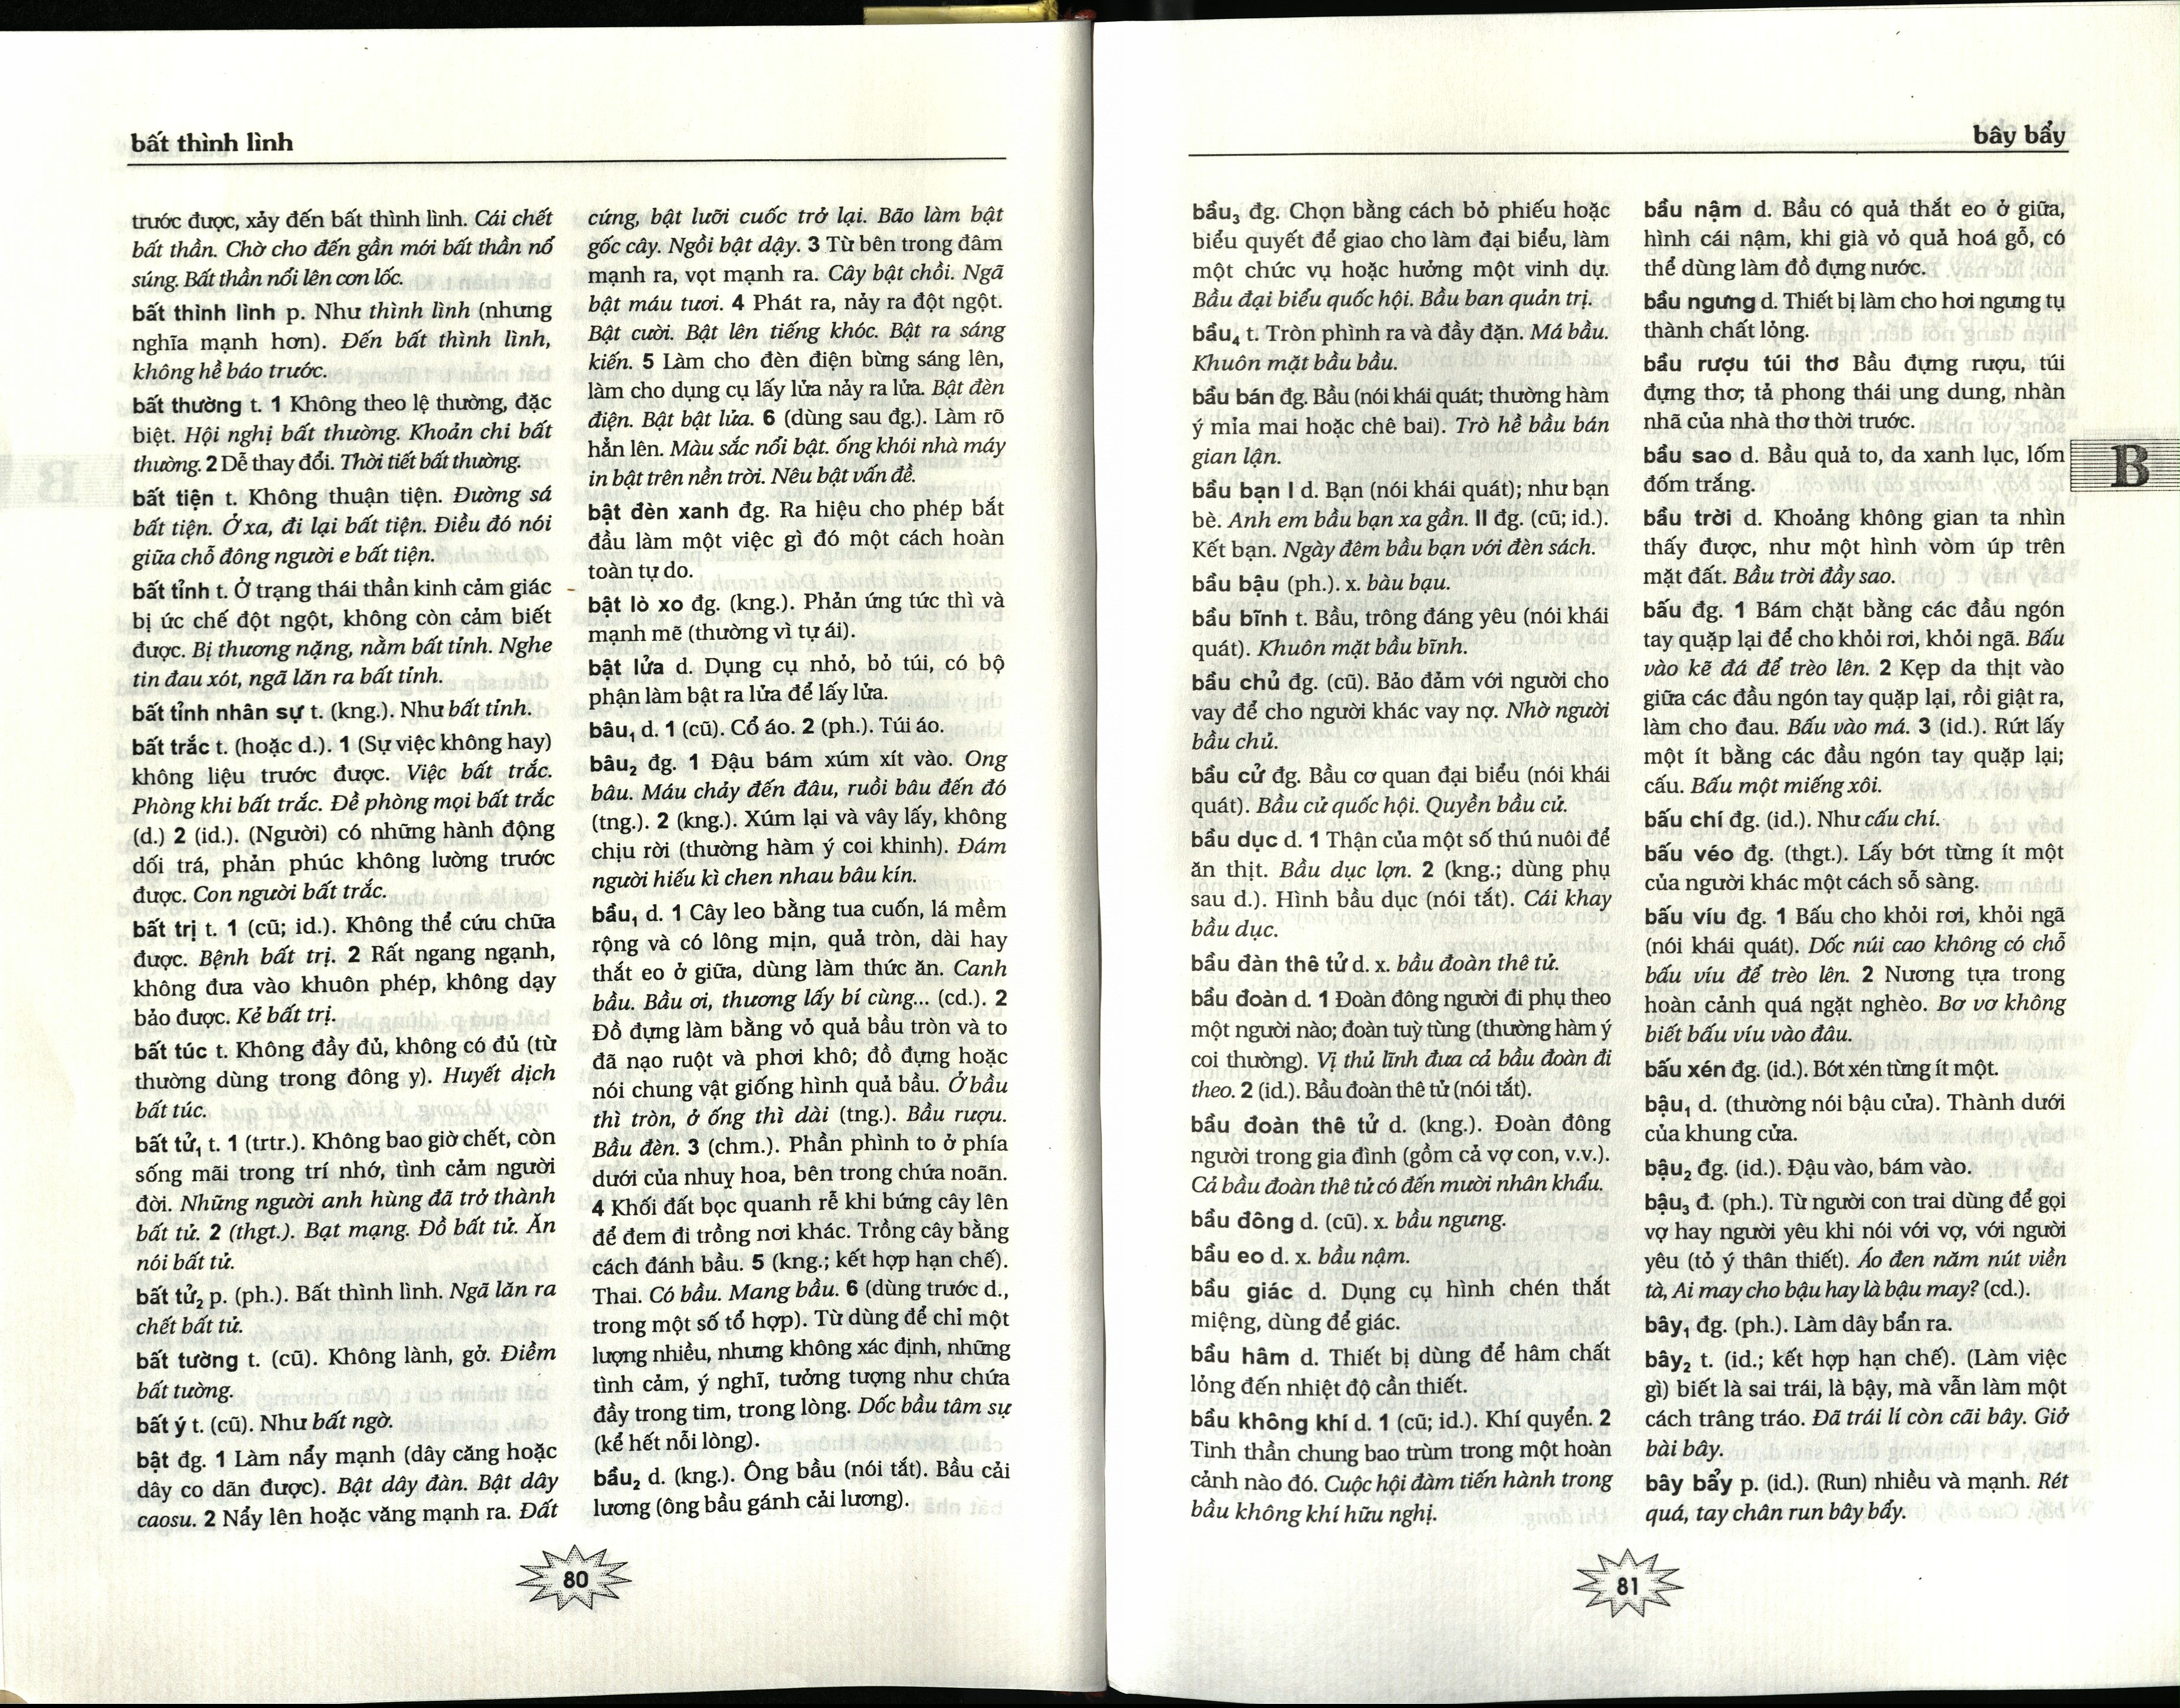 bất thình lình
trước được, xảy đến bất thình lình. Cái chết
bất thần. Chờ cho đến gần mới bất thần nổ
súng. Bất thần nổi lên cơn lốc.
bất thình lình p. Như thình lình (nhưng
nghĩa mạnh hơn). Đến bất thình lình,
không hề báo trước.
bất thường t. 1 Không theo lệ thường, đặc
biệt. Hội nghị bất thường. Khoản chi bất
thường. 2 Dễ thay đổi. Thời tiết bất thường.
bất tiện t. Không thuận tiện. Đường sá
bất tiện. Ở xa, đi lại bất tiện. Điều đó nói
giữa chỗ đông người e bất tiện.
bất tỉnh t. Ở trạng thái thần kinh cảm giác
bị ức chế đột ngột, không còn cảm biết
được. Bị thương nặng, nằm bất tỉnh. Nghe
tin đau xót, ngã lăn ra bất tỉnh.
bất tỉnh nhân sự t. (kng.). Như bất tỉnh.
bất trắc t. (hoặc d.). 1 (Sự việc không hay)
không liệu trước được. Việc bất trắc.
Phòng khi bất trắc. Đề phòng mọi bất trắc
(d.) 2 (id.). (Người) có những hành động
dối trá, phản phúc không lường trước
được. Con người bất trắc.
bất trị t. 1 (cũ; id.). Không thể cứu chữa
được. Bệnh bất trị. 2 Rất ngang ngạnh,
không đưa vào khuôn phép, không dạy
bảo được. Kẻ bất trị.
bất túc t. Không đầy đủ, không có đủ (từ
thường dùng trong đông y). Huyết dịch
bất túc.
bất tử₁ t. 1 (trtr.). Không bao giờ chết, còn
sống mãi trong trí nhớ, tình cảm người
đời. Những người anh hùng đã trở thành
bất tử. 2 (thgt.). Bạt mạng. Đồ bất tử. Ăn
nói bất tử.
bất tử₂ p. (ph.). Bất thình lình. Ngã lăn ra
chết bất tử.
bất tường t. (cũ). Không lành, gở. Điềm
bất tường.
bất ý t. (cũ). Như bất ngờ.
bật đg. 1 Làm nẩy mạnh (dây căng hoặc
dây co dãn được). Bật dây đàn. Bật dây
caosu. 2 Nẩy lên hoặc văng mạnh ra. Đất
cứng, bật lưỡi cuốc trở lại. Bão làm bật
gốc cây. Ngồi bật dậy. 3 Từ bên trong đâm
mạnh ra, vọt mạnh ra. Cây bật chồi. Ngã
bật máu tươi. 4 Phát ra, nảy ra đột ngột.
Bật cười. Bật lên tiếng khóc. Bật ra sáng
kiến. 5 Làm cho đèn điện bừng sáng lên,
làm cho dụng cụ lấy lửa nảy ra lửa. Bật đèn
điện. Bật bật lửa. 6 (dùng sau đg.). Làm rõ
hẳn lên. Màu sắc nổi bật. ống khói nhà máy
in bật trên nền trời. Nêu bật vấn đề.
bật đèn xanh đg. Ra hiệu cho phép bắt
đầu làm một việc gì đó một cách hoàn
toàn tự do.
bật lò xo đg. (kng.). Phản ứng tức thì và
mạnh mẽ (thường vì tự ái).
bật lửa d. Dụng cụ nhỏ, bỏ túi, có bộ
phận làm bật ra lửa để lấy lửa.
bâu₁ d. 1 (cũ). Cổ áo. 2 (ph.). Túi áo.
bâu₂ đg. 1 Đậu bám xúm xít vào. Ong
bâu. Máu chảy đến đâu, ruồi bâu đến đó
(tng.). 2 (kng.). Xúm lại và vây lấy, không
chịu rời (thường hàm ý coi khinh). Đám
người hiếu kì chen nhau bâu kín.
bầu₁ d. 1 Cây leo bằng tua cuốn, lá mềm
rộng và có lông mịn, quả tròn, dài hay
thắt eo ở giữa, dùng làm thức ăn. Canh
bầu. Bầu ơi, thương lấy bí cùng... (cd.). 2
Đồ đựng làm bằng vỏ quả bầu tròn và to
đã nạo ruột và phơi khô; đồ đựng hoặc
nói chung vật giống hình quả bầu. Ở bầu
thì tròn, ở ống thì dài (tng.). Bầu rượu.
Bầu đèn. 3 (chm.). Phần phình to ở phía
dưới của nhuỵ hoa, bên trong chứa noãn.
4 Khối đất bọc quanh rễ khi bứng cây lên
để đem đi trồng nơi khác. Trồng cây bằng
cách đánh bầu. 5 (kng.; kết hợp hạn chế).
Thai. Có bầu. Mang bầu. 6 (dùng trước d.,
trong một số tổ hợp). Từ dùng để chỉ một
lượng nhiều, nhưng không xác định, những
tình cảm, ý nghĩ, tưởng tượng như chứa
đầy trong tim, trong lòng. Dốc bầu tâm sự
(kể hết nỗi lòng).
bầu₂ d. (kng.). Ông bầu (nói tắt). Bầu cải
lương (ông bầu gánh cải lương).
80
bây bẩy
bầu₃ đg. Chọn bằng cách bỏ phiếu hoặc
biểu quyết để giao cho làm đại biểu, làm
một chức vụ hoặc hưởng một vinh dự.
Bầu đại biểu quốc hội. Bầu ban quản trị.
bầu₄ t. Tròn phình ra và đầy đặn. Má bầu.
Khuôn mặt bầu bầu.
bầu bán đg. Bầu (nói khái quát; thường hàm
ý mỉa mai hoặc chê bai). Trò hề bầu bán
gian lận.
bầu bạn I d. Bạn (nói khái quát); như bạn
bè. Anh em bầu bạn xa gần. II đg. (cũ; id.).
Kết bạn. Ngày đêm bầu bạn với đèn sách.
bầu bậu (ph.). x. bàu bạu.
bầu bĩnh t. Bầu, trông đáng yêu (nói khái
quát). Khuôn mặt bầu bĩnh.
bầu chủ đg. (cũ). Bảo đảm với người cho
vay để cho người khác vay nợ. Nhờ người
bầu chủ.
bầu cử đg. Bầu cơ quan đại biểu (nói khái
quát). Bầu cử quốc hội. Quyền bầu cử.
bầu dục d. 1 Thận của một số thú nuôi để
ăn thịt. Bầu dục lợn. 2 (kng.; dùng phụ
sau d.). Hình bầu dục (nói tắt). Cái khay
bầu dục.
bầu đàn thê tử d. x. bầu đoàn thê tử.
bầu đoàn d. 1 Đoàn đông người đi phụ theo
một người nào; đoàn tuỳ tùng (thường hàm ý
coi thường). Vị thủ lĩnh đưa cả bầu đoàn đi
theo. 2 (id.). Bầu đoàn thê tử (nói tắt).
bầu đoàn thê tử d. (kng.). Đoàn đông
người trong gia đình (gồm cả vợ con, v.v.).
Cả bầu đoàn thê tử có đến mười nhân khẩu.
bầu đông d. (cũ). x. bầu ngưng.
bầu eo d. x. bầu nậm.
bầu giác d. Dụng cụ hình chén thắt
miệng, dùng để giác.
bầu hâm d. Thiết bị dùng để hâm chất
lỏng đến nhiệt độ cần thiết.
bầu không khí d. 1 (cũ; id.). Khí quyển. 2
Tinh thần chung bao trùm trong một hoàn
cảnh nào đó. Cuộc hội đàm tiến hành trong
bầu không khí hữu nghị.
bầu nậm d. Bầu có quả thắt eo ở giữa,
hình cái nậm, khi già vỏ quả hoá gỗ, có
thể dùng làm đồ đựng nước.
bầu ngưng d. Thiết bị làm cho hơi ngưng tụ
thành chất lỏng.
bầu rượu túi thơ Bầu đựng rượu, túi
đựng thơ; tả phong thái ung dung, nhàn
nhã của nhà thơ thời trước.
bầu sao d. Bầu quả to, da xanh lục, lốm
đốm trắng.
bầu trời d. Khoảng không gian ta nhìn
thấy được, như một hình vòm úp trên
mặt đất. Bầu trời đầy sao.
bấu đg. 1 Bám chặt bằng các đầu ngón
tay quặp lại để cho khỏi rơi, khỏi ngã. Bấu
vào kẽ đá để trèo lên. 2 Kẹp da thịt vào
giữa các đầu ngón tay quặp lại, rồi giật ra,
làm cho đau. Bấu vào má. 3 (id.). Rứt lấy
một ít bằng các đầu ngón tay quặp lại;
cấu. Bấu một miếng xôi.
bấu chí đg. (id.). Như cấu chí.
bấu véo đg. (thgt.). Lấy bớt từng ít một
của người khác một cách sỗ sàng.
bấu víu đg. 1 Bấu cho khỏi rơi, khỏi ngã
(nói khái quát). Dốc núi cao không có chỗ
bấu víu để trèo lên. 2 Nương tựa trong
hoàn cảnh quá ngặt nghèo. Bơ vơ không
biết bấu víu vào đâu.
bấu xén đg. (id.). Bớt xén từng ít một.
bậu₁ d. (thường nói bậu cửa). Thành dưới
của khung cửa.
bậu₂ đg. (id.). Đậu vào, bám vào.
bậu₃ đ. (ph.). Từ người con trai dùng để gọi
vợ hay người yêu khi nói với vợ, với người
yêu (tỏ ý thân thiết). Áo đen năm nút viền
tà, Ai may cho bậu hay là bậu may? (cd.).
bây₁ đg. (ph.). Làm dây bẩn ra.
bây₂ t. (id.; kết hợp hạn chế). (Làm việc
gì) biết là sai trái, là bậy, mà vẫn làm một
cách trâng tráo. Đã trái lí còn cãi bây. Giở
bài bây.
bây bẩy p. (id.). (Run) nhiều và mạnh. Rét
quá, tay chân run bây bẩy.
B
81